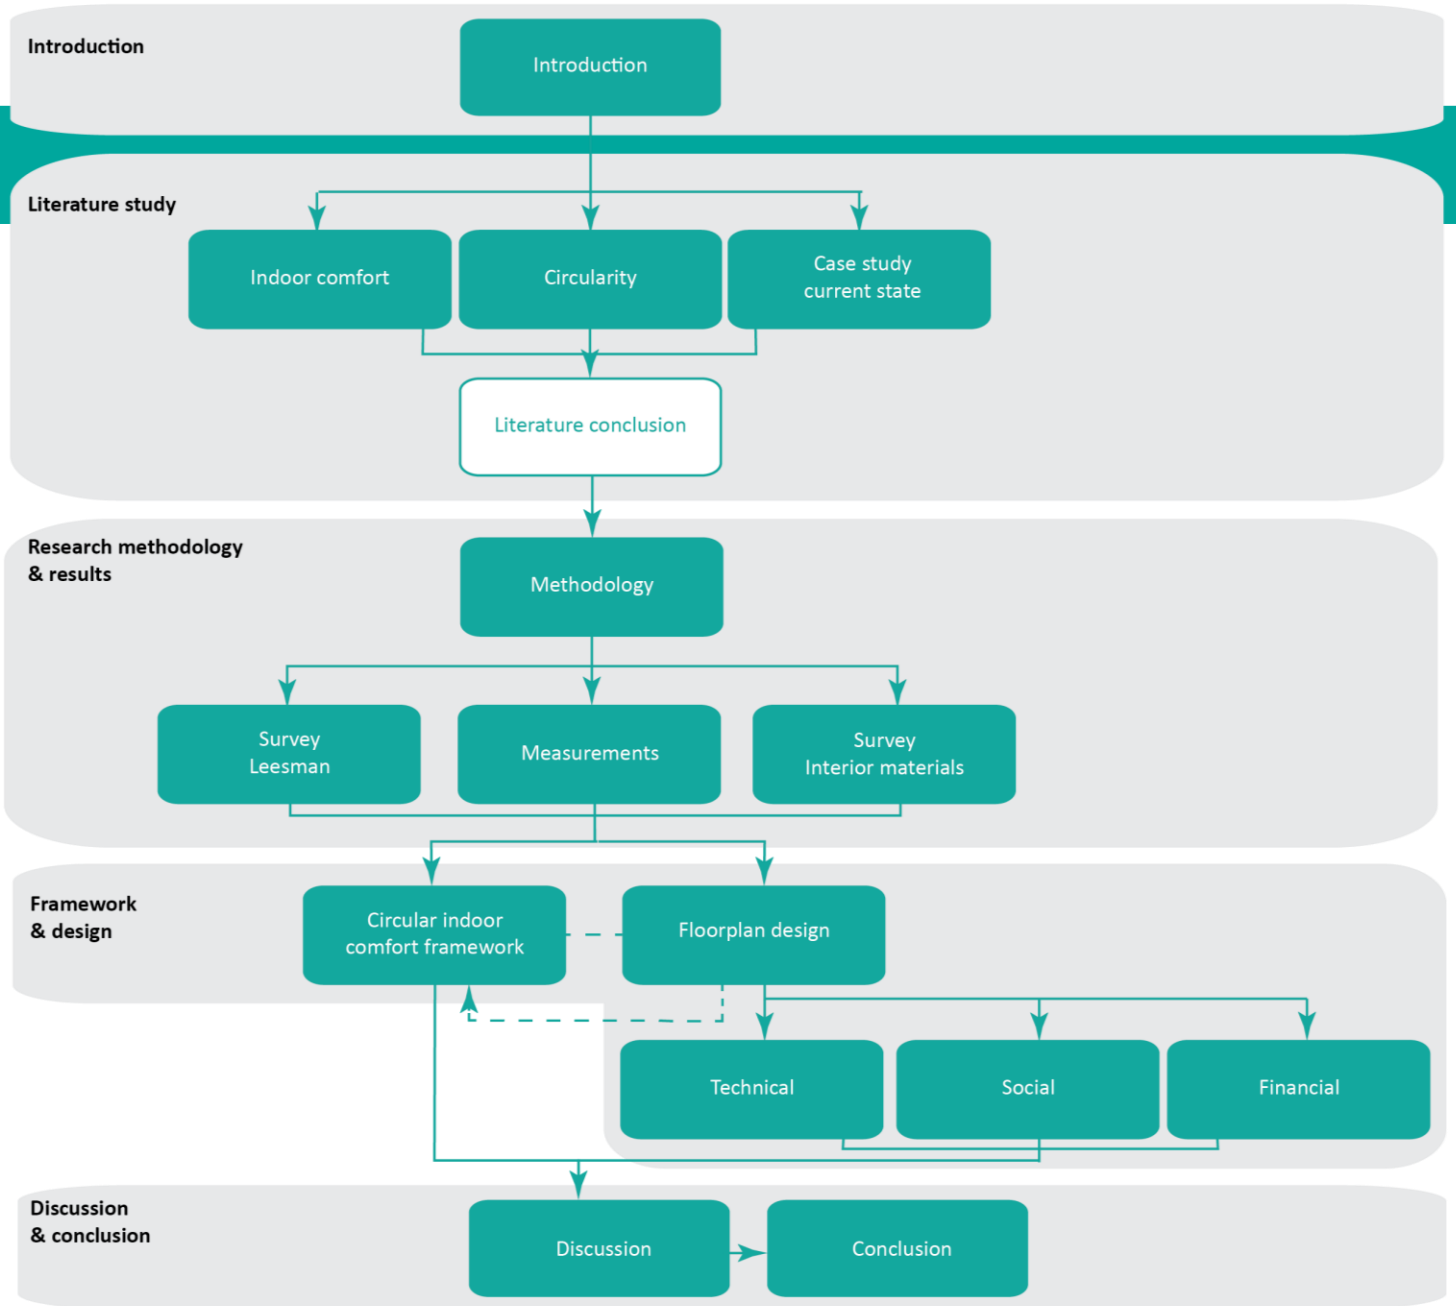 Introduction
Introduction
Literature study
Indoor comfort
Circularity
Case study
current state
Literature conclusion
Research methodology
& results
Methodology
Survey
Leesman
Measurements
Survey
Interior materials
Framework
& design
Circular indoor
comfort framework
Floorplan design
Technical
Social
Financial
Discussion
& conclusion
Discussion
Conclusion